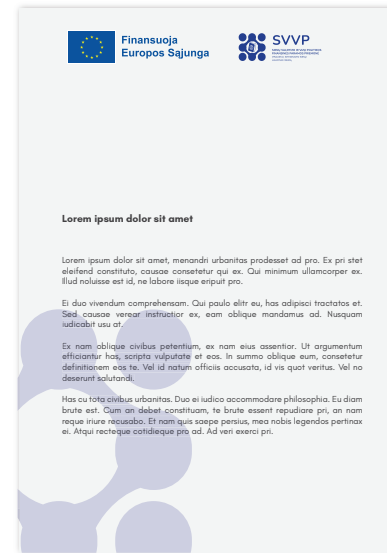 Finansuoja
Europos Sąjunga
SVVP
Lorem ipsum dolor sit amet
Lorem ipsum dolor sit amet, menandri urbanitas prodesset ad pro. Ex pri stet
eleifend constituto, causae consetetur qui ex. Qui minimum ullamcorper ex.
Illud noluisse est id, ne labore iisque eripuit pro.
Ei duo vivendum comprehensam. Qui paulo elitr eu, has adipisci tractatos et.
Sed causae verear instructior ex, eam oblique mandamus ad. Nusquam
iudicabit usu at.
Ex nam oblique civibus petentium, ex nam eius assentior. Ut argumentum
efficiantur has, scripta vulputate et eos. In summo oblique eum, consetetur
definitionem eos te. Vel id natum officiis accusata, id vis quot veritus. Vel no
deserunt salutandi.
Has cu tota civibus urbanitas. Duo ei iudico accommodare philosophia. Eu diam
brute est. Cum an debet constituam, te brute essent repudiare pri, an nam
reque iriure recusabo. Et nam quis saepe persius, mea nobis legendos pertinax
ei. Atqui recteque cotidieque pro ad. Ad veri exerci pri.